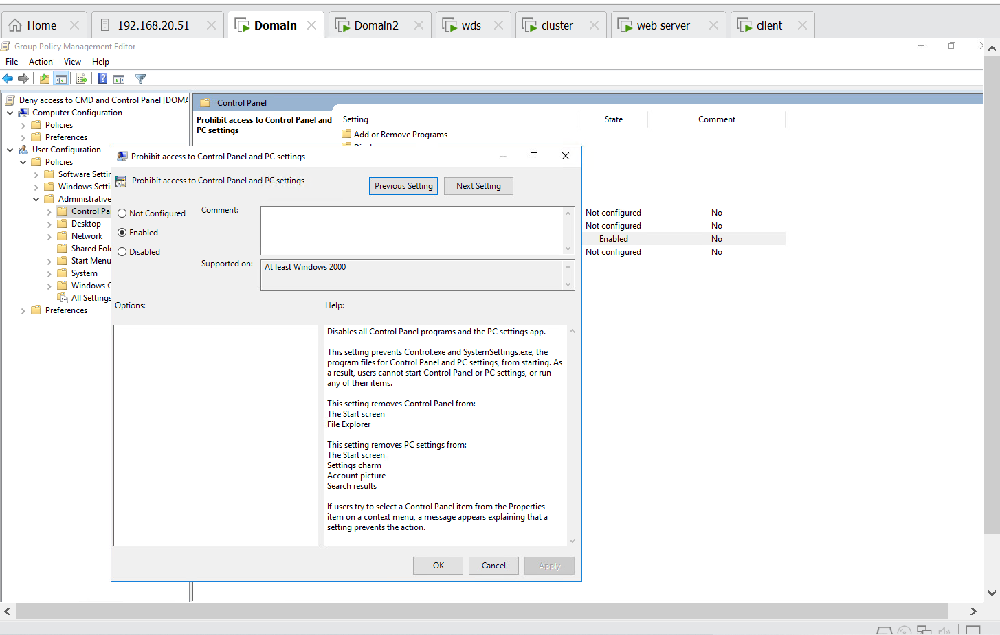 Home
192.168.20.51
Domain
Domain2
wds
cluster
web server
client
Group Policy Management Editor
File Action View Help
Deny access to CMD and Control Panel [DOMA
Computer Configuration
Policies
Preferences
User Configuration
Policies
Software Settin
Windows Setti
Administrative
Control Pa
Desktop
Network
Shared Fol
Start Menu
System
Windows C
All Settings
Preferences
Control Panel
Prohibit access to Control Panel and
PC settings
Setting State Comment
Add or Remove Programs
Not configured No
Not configured No
Enabled No
Not configured No
Prohibit access to Control Panel and PC settings
Prohibit access to Control Panel and PC settings
Previous Setting
Next Setting
Not Configured
Enabled
Disabled
Comment:
Supported on:
At least Windows 2000
Options:
Help:
Disables all Control Panel programs and the PC settings app.
This setting prevents Control.exe and SystemSettings.exe, the
program files for Control Panel and PC settings, from starting. As
a result, users cannot start Control Panel or PC settings, or run
any of their items.
This setting removes Control Panel from:
The Start screen
File Explorer
This setting removes PC settings from:
The Start screen
Settings charm
Account picture
Search results
If users try to select a Control Panel item from the Properties
item on a context menu, a message appears explaining that a
setting prevents the action.
OK
Cancel
Apply